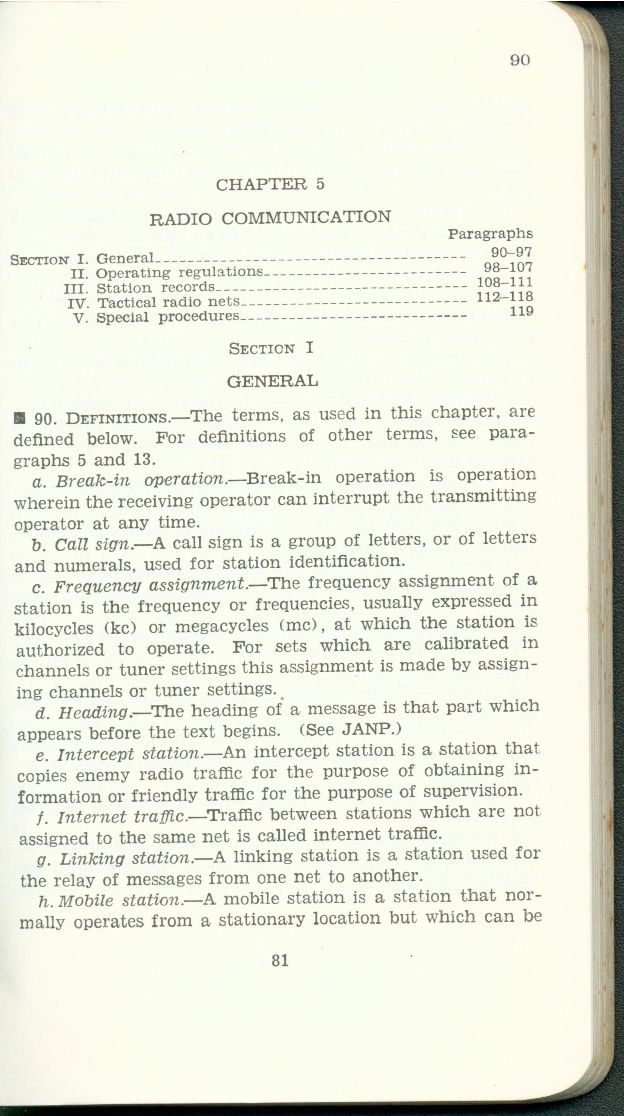 90
CHAPTER 5
RADIO COMMUNICATION
Paragraphs
SECTION I. General_____ 90–97
II. Operating regulations_____ 98–107
III. Station records_____ 108–111
IV. Tactical radio nets_____ 112–118
V. Special procedures_____ 119
SECTION I
GENERAL
■ 90. DEFINITIONS.—The terms, as used in this chapter, are
defined below. For definitions of other terms, see para-
graphs 5 and 13.
a. Break-in operation.—Break-in operation is operation
wherein the receiving operator can interrupt the transmitting
operator at any time.
b. Call sign.—A call sign is a group of letters, or of letters
and numerals, used for station identification.
c. Frequency assignment.—The frequency assignment of a
station is the frequency or frequencies, usually expressed in
kilocycles (kc) or megacycles (mc), at which the station is
authorized to operate. For sets which are calibrated in
channels or tuner settings this assignment is made by assign-
ing channels or tuner settings.
d. Heading.—The heading of a message is that part which
appears before the text begins. (See JANP.)
e. Intercept station.—An intercept station is a station that
copies enemy radio traffic for the purpose of obtaining in-
formation or friendly traffic for the purpose of supervision.
f. Internet traffic.—Traffic between stations which are not
assigned to the same net is called internet traffic.
g. Linking station.—A linking station is a station used for
the relay of messages from one net to another.
h. Mobile station.—A mobile station is a station that nor-
mally operates from a stationary location but which can be
81